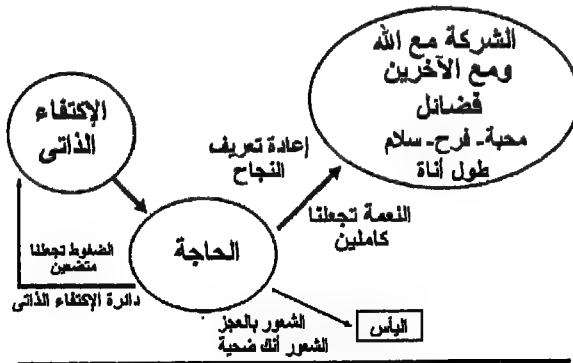 الشركة مع الله
ومع الآخرين
فضائل
محبة- فرح- سلام
طول أناة
الإكتفاء
الذاتى
إعادة تعريف
النجاح
النعمة تجعلنا
كاملين
الحاجة
الضغوط تجعلنا
متضعين
دائرة الإكتفاء الذاتى
الشعور بالعجز
الشعور أنك ضحية
اليأس